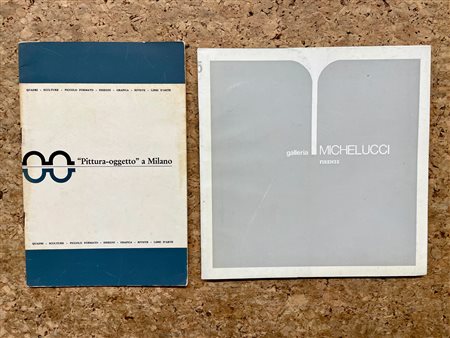 QUADRI - SCULTURE - PICCOLO FORMATO - DISEGNI - GRAFICA - RIVISTE - LIBRI D'ARTE
"Pittura-oggetto" a Milano
QUADRI - SCULTURE - PICCOLO FORMATO - DISEGNI - GRAFICA - RIVISTE - LIBRI D'ARTE
galleria MICHELUCCI
FIRENZE